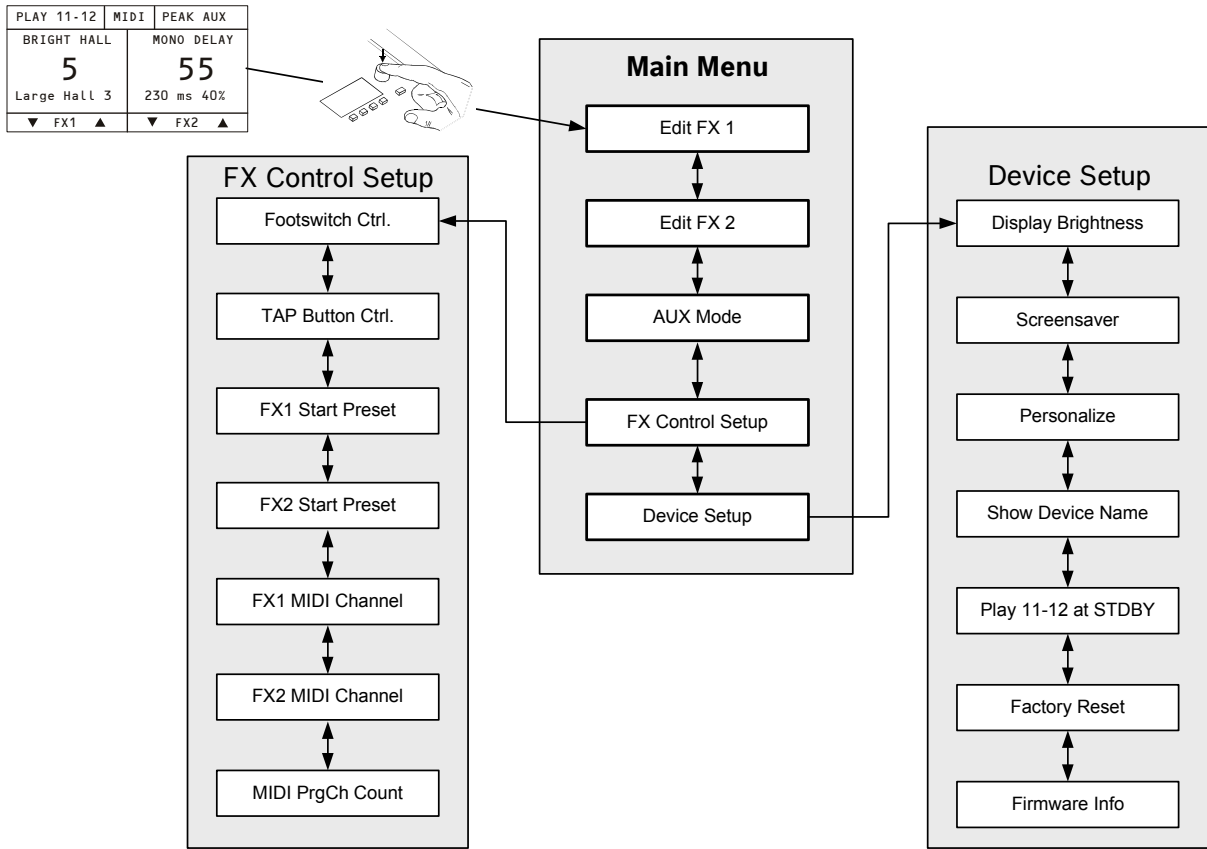 PLAY 11-12 MIDI PEAK AUX
BRIGHT HALL
5
Large Hall 3
MONO DELAY
55
230 ms 40%
▼ FX1 ▲
▼ FX2 ▲
Main Menu
Edit FX 1
Edit FX 2
AUX Mode
FX Control Setup
Device Setup
FX Control Setup
Footswitch Ctrl.
TAP Button Ctrl.
FX1 Start Preset
FX2 Start Preset
FX1 MIDI Channel
FX2 MIDI Channel
MIDI PrgCh Count
Device Setup
Display Brightness
Screensaver
Personalize
Show Device Name
Play 11-12 at STDBY
Factory Reset
Firmware Info